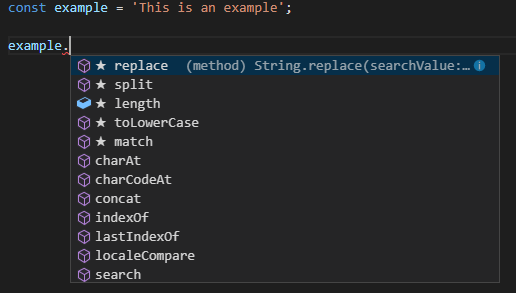 const example = 'This is an example';
example.
★ replace (method) String.replace(searchValue:…
★ split
★ length
★ toLowerCase
★ match
charAt
charCodeAt
concat
indexOf
lastIndexOf
localeCompare
search